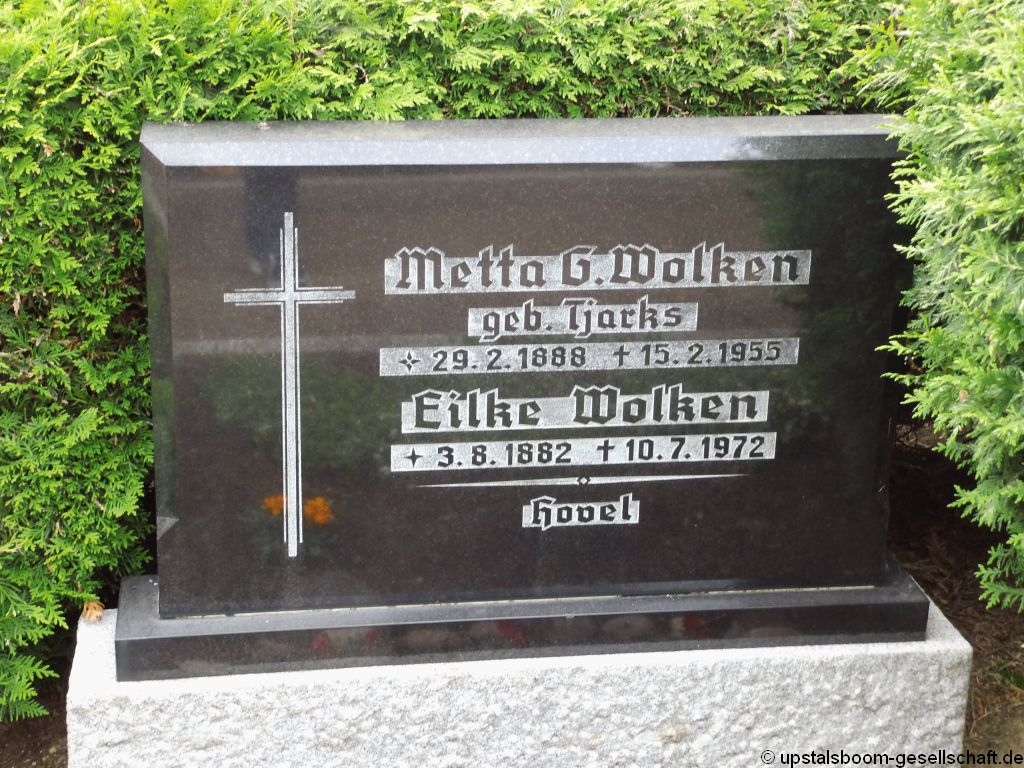 Metta G. Wolken
geb. Tjarks
✧ 29. 2. 1888 ✝ 15. 2. 1955
Eilke Wolken
✧ 3. 8. 1882 ✝ 10. 7. 1972
Hovel
© upstalsboom-gesellschaft.de